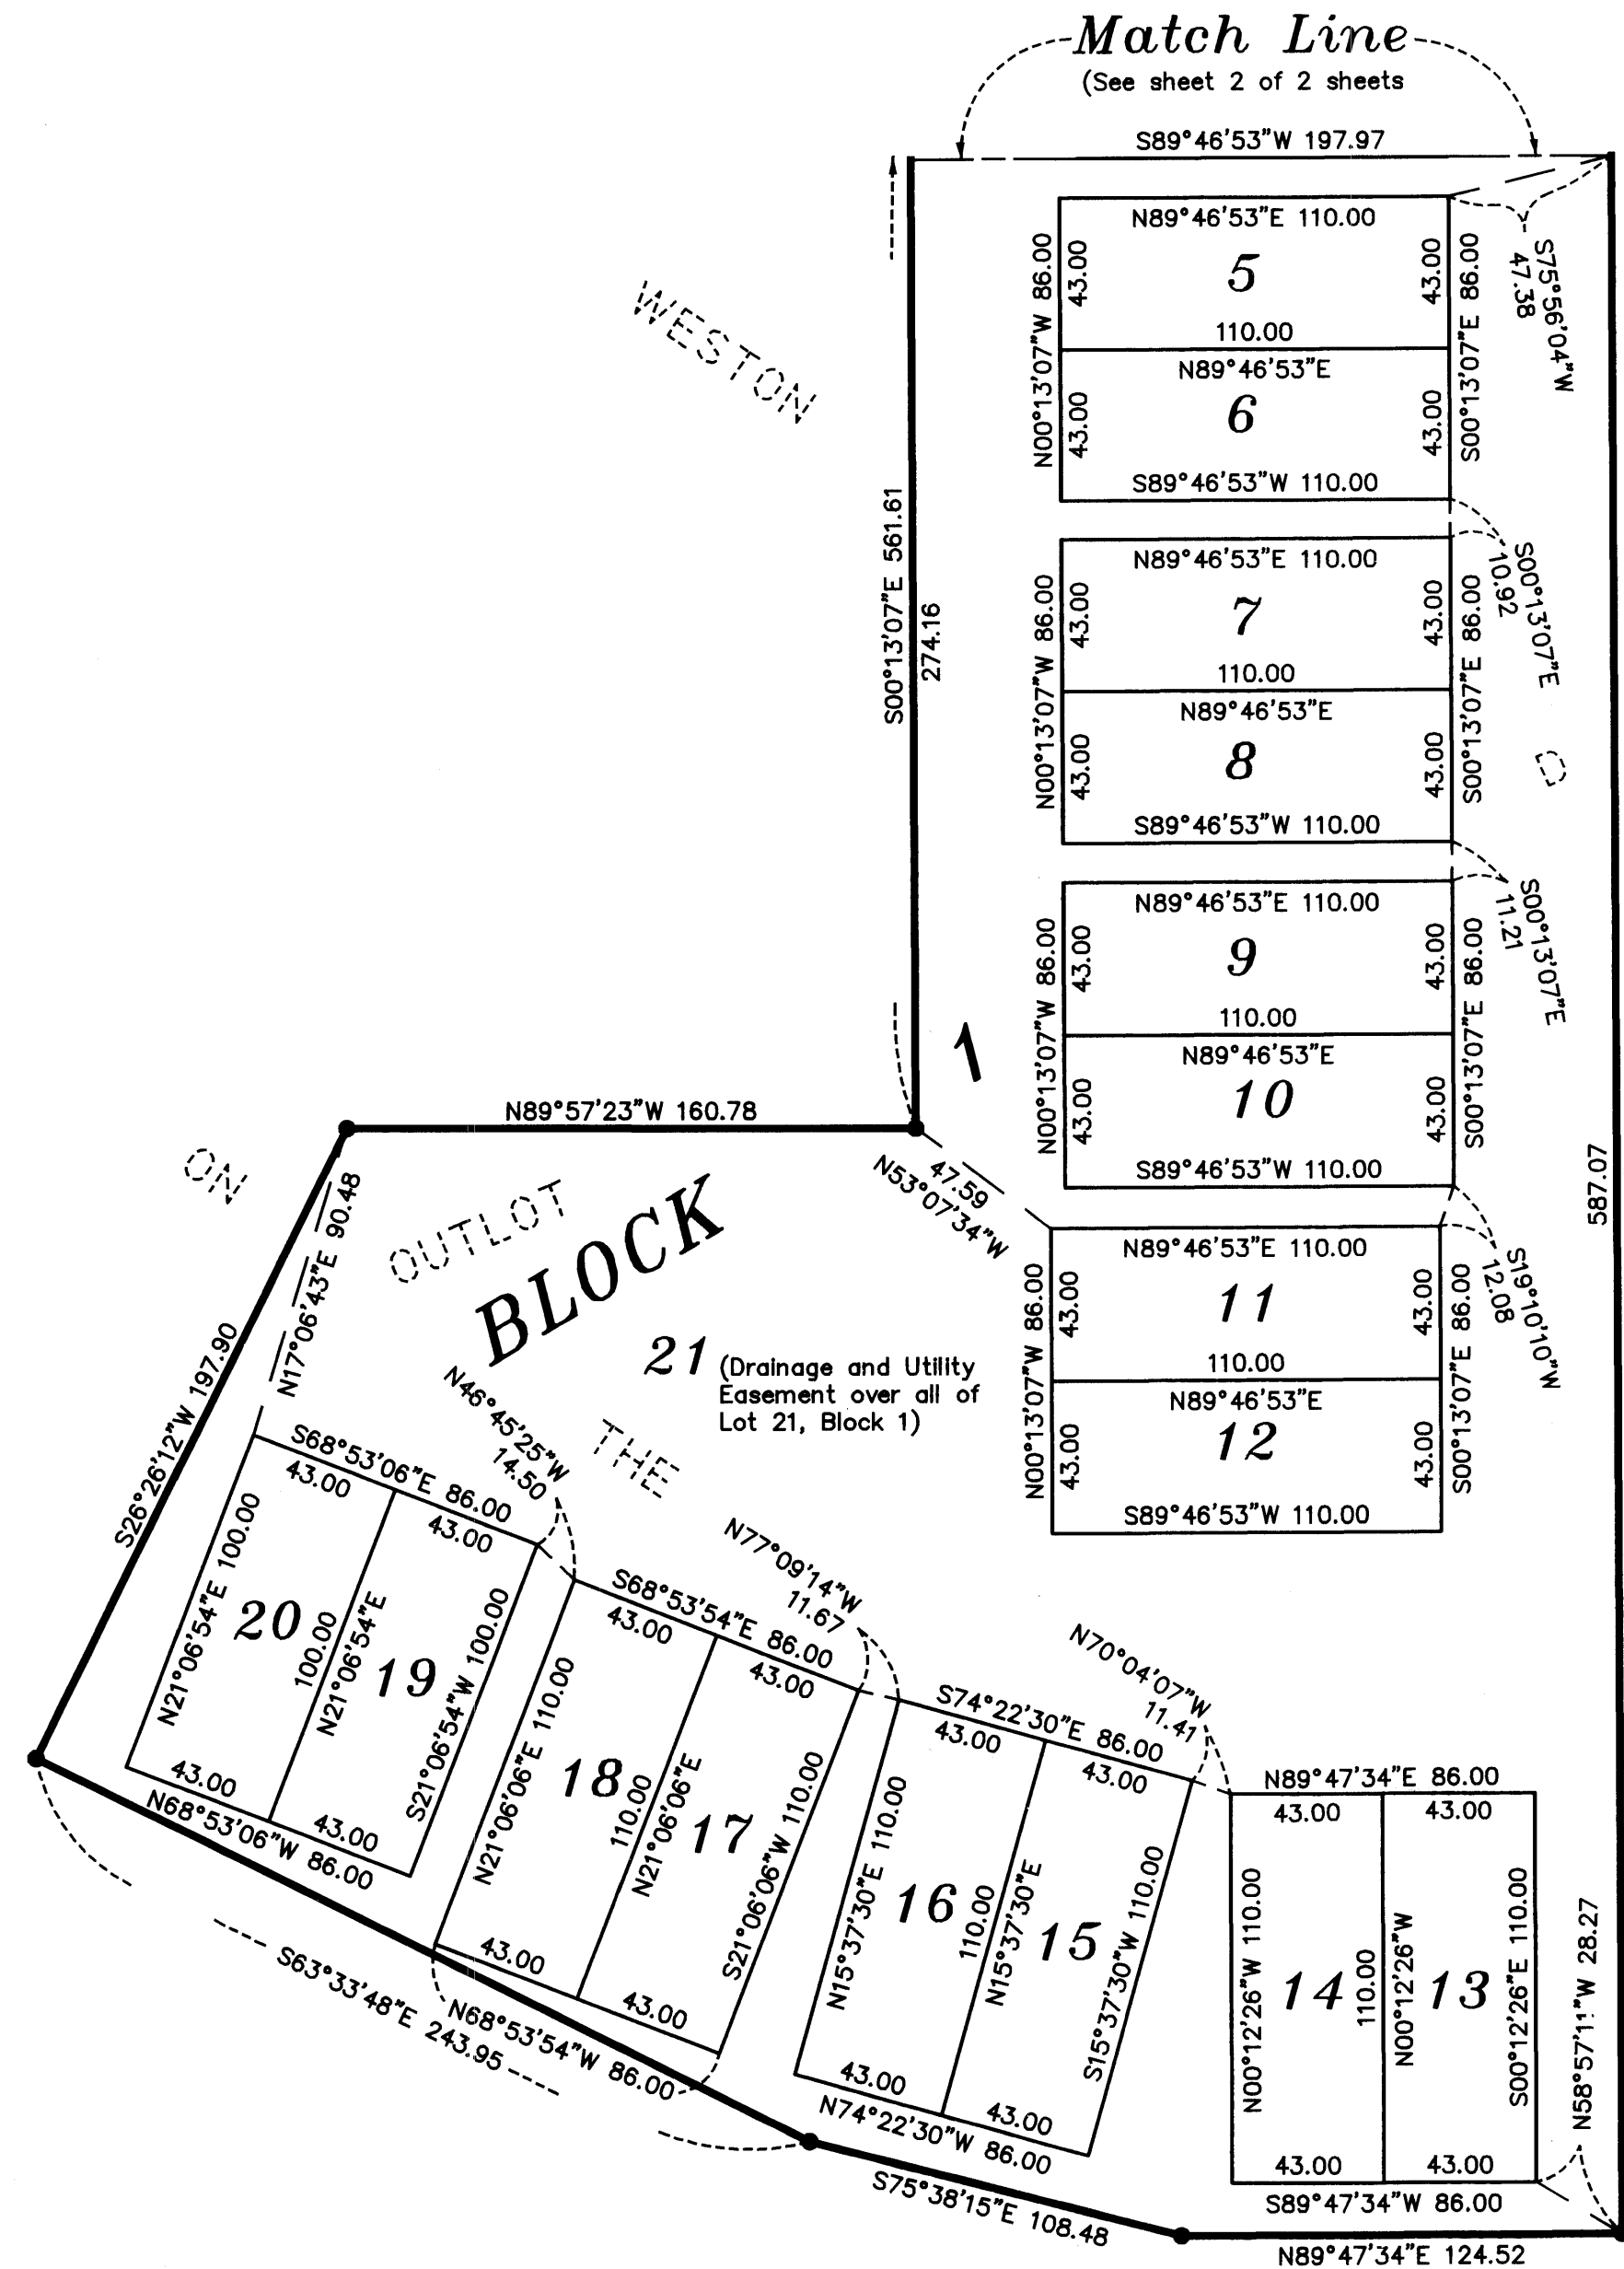 Match Line
(See sheet 2 of 2 sheets
S89°46'53"W 197.97
N89°46'53"E 110.00
N00°13'07"W 86.00
43.00
5
43.00
S00°13'07"E 86.00
S75°56'04"W
47.38
110.00
N89°46'53"E
43.00
6
43.00
S89°46'53"W 110.00
WESTON
S00°13'07"E 561.61
274.16
N89°46'53"E 110.00
S00°13'07"E
10.92
N00°13'07"W 86.00
43.00
7
43.00
S00°13'07"E 86.00
110.00
N89°46'53"E
43.00
8
43.00
S89°46'53"W 110.00
N89°46'53"E 110.00
S00°13'07"E
11.21
N00°13'07"W 86.00
43.00
9
43.00
S00°13'07"E 86.00
110.00
N89°46'53"E
43.00
10
43.00
S89°46'53"W 110.00
1
587.07
N89°57'23"W 160.78
47.59
N53°07'34"W
ON
OUTLOT
BLOCK
N17°06'43"E 90.48
S26°26'12"W 197.90
N89°46'53"E 110.00
S19°10'10"W
12.08
N00°13'07"W 86.00
43.00
11
43.00
S00°13'07"E 86.00
110.00
N89°46'53"E
43.00
12
43.00
S89°46'53"W 110.00
21 (Drainage and Utility
Easement over all of
Lot 21, Block 1)
THE
N46°45'25"W
14.50
S68°53'06"E 86.00
43.00
43.00
N21°06'54"E 100.00
20
100.00
N21°06'54"E
19
S21°06'54"W 100.00
43.00
43.00
N68°53'06"W 86.00
N77°09'14"W
11.67
S68°53'54"E 86.00
43.00
43.00
N21°06'06"E 110.00
18
110.00
N21°06'06"E
17
S21°06'06"W 110.00
43.00
43.00
N68°53'54"W 86.00
S63°33'48"E 243.95
N70°04'07"W
11.41
S74°22'30"E 86.00
43.00
43.00
N15°37'30"E 110.00
16
110.00
N15°37'30"E
15
S15°37'30"W 110.00
43.00
43.00
N74°22'30"W 86.00
S75°38'15"E 108.48
N89°47'34"E 86.00
43.00
43.00
N00°12'26"W 110.00
14
110.00
N00°12'26"W
13
S00°12'26"E 110.00
N58°57'11"W 28.27
43.00
43.00
S89°47'34"W 86.00
N89°47'34"E 124.52